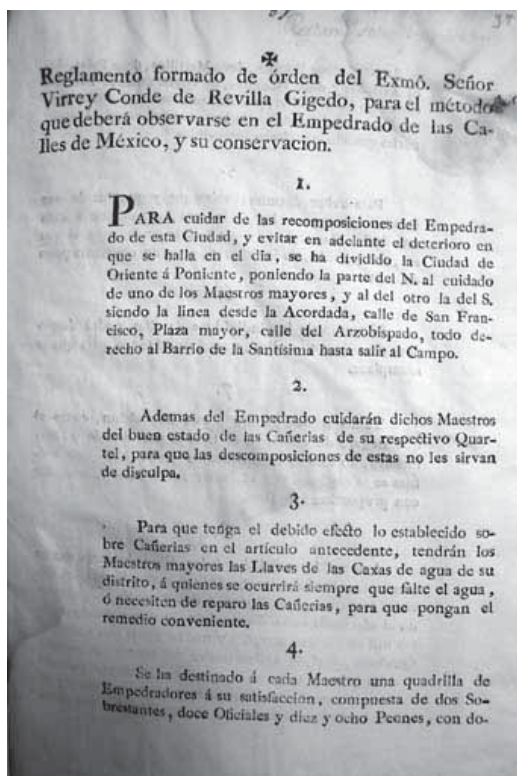 37
✠
Reglamento formado de órden del Exmô. Señor
Virrey Conde de Revilla Gigedo, para el método
que deberá observarse en el Empedrado de las Ca-
lles de México, y su conservacion.
1.
PARA cuidar de las recomposiciones del Empedra-
do de esta Ciudad, y evitar en adelante el deterioro en
que se halla en el dia, se ha dividido la Ciudad de
Oriente á Poniente, poniendo la parte del N. al cuidado
de uno de los Maestros mayores, y al del otro la del S.
siendo la linea desde la Acordada, calle de San Fran-
cisco, Plaza mayor, calle del Arzobispado, todo de-
recho al Barrio de la Santísima hasta salir al Campo.
2.
Ademas del Empedrado cuidarán dichos Maestros
del buen estado de las Cañerias de su respectivo Quar-
tel, para que las descomposiciones de estas no les sirvan
de disculpa.
3.
Para que tenga el debido efecto lo establecido so-
bre Cañerias en el artículo antecedente, tendrán los
Maestros mayores las Llaves de las Caxas de agua de su
distrito, á quienes se ocurrirá siempre que falte el agua,
ó necesiten de reparo las Cañerias, para que pongan el
remedio conveniente.
4.
Se ha destinado á cada Maestro una quadrilla de
Empedradores á su satisfaccion, compuesta de dos So-
brestantes, doce Oficiales y diez y ocho Peones, con do-